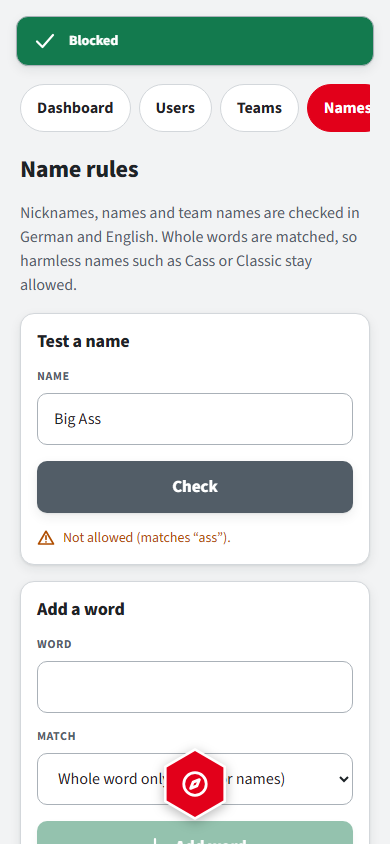 Blocked
Dashboard
Users
Teams
Names
Name rules
Nicknames, names and team names are checked in
German and English. Whole words are matched, so
harmless names such as Cass or Classic stay
allowed.
Test a name
NAME
Big Ass
Check
Not allowed (matches “ass”).
Add a word
WORD
MATCH
Whole word only r names)
Add word